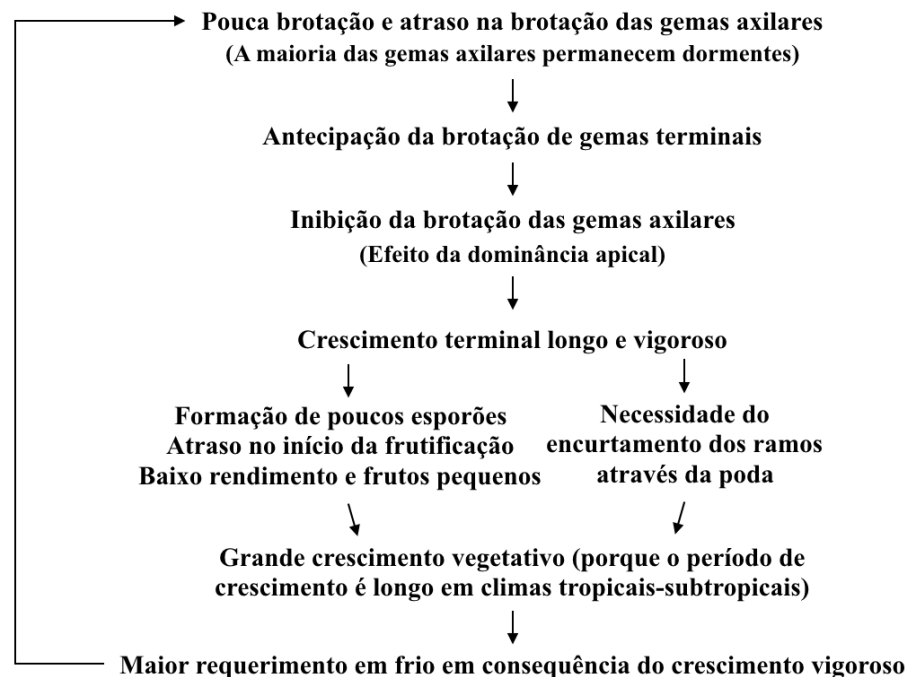 Pouca brotação e atraso na brotação das gemas axilares
(A maioria das gemas axilares permanecem dormentes)
Antecipação da brotação de gemas terminais
Inibição da brotação das gemas axilares
(Efeito da dominância apical)
Crescimento terminal longo e vigoroso
Formação de poucos esporões
Atraso no início da frutificação
Baixo rendimento e frutos pequenos
Necessidade do
encurtamento dos ramos
através da poda
Grande crescimento vegetativo (porque o período de
crescimento é longo em climas tropicais-subtropicais)
Maior requerimento em frio em consequência do crescimento vigoroso